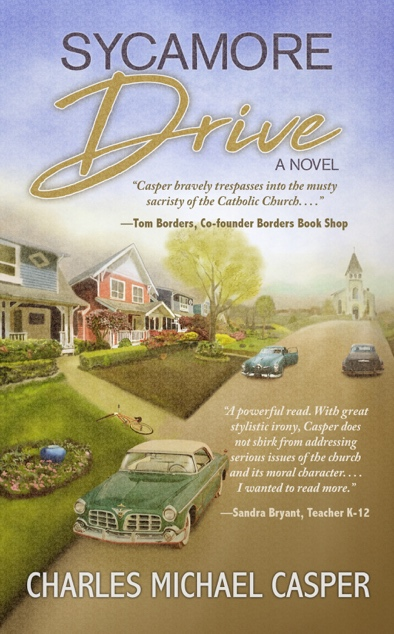 SYCAMORE
Drive
A NOVEL
“Casper bravely trespasses into the musty
sacristy of the Catholic Church. . . .”
—Tom Borders, Co-founder Borders Book Shop
“A powerful read. With great
stylistic irony, Casper does
not shirk from addressing
serious issues of the church
and its moral character. . . .
I wanted to read more.”
—Sandra Bryant, Teacher K-12
CHARLES MICHAEL CASPER